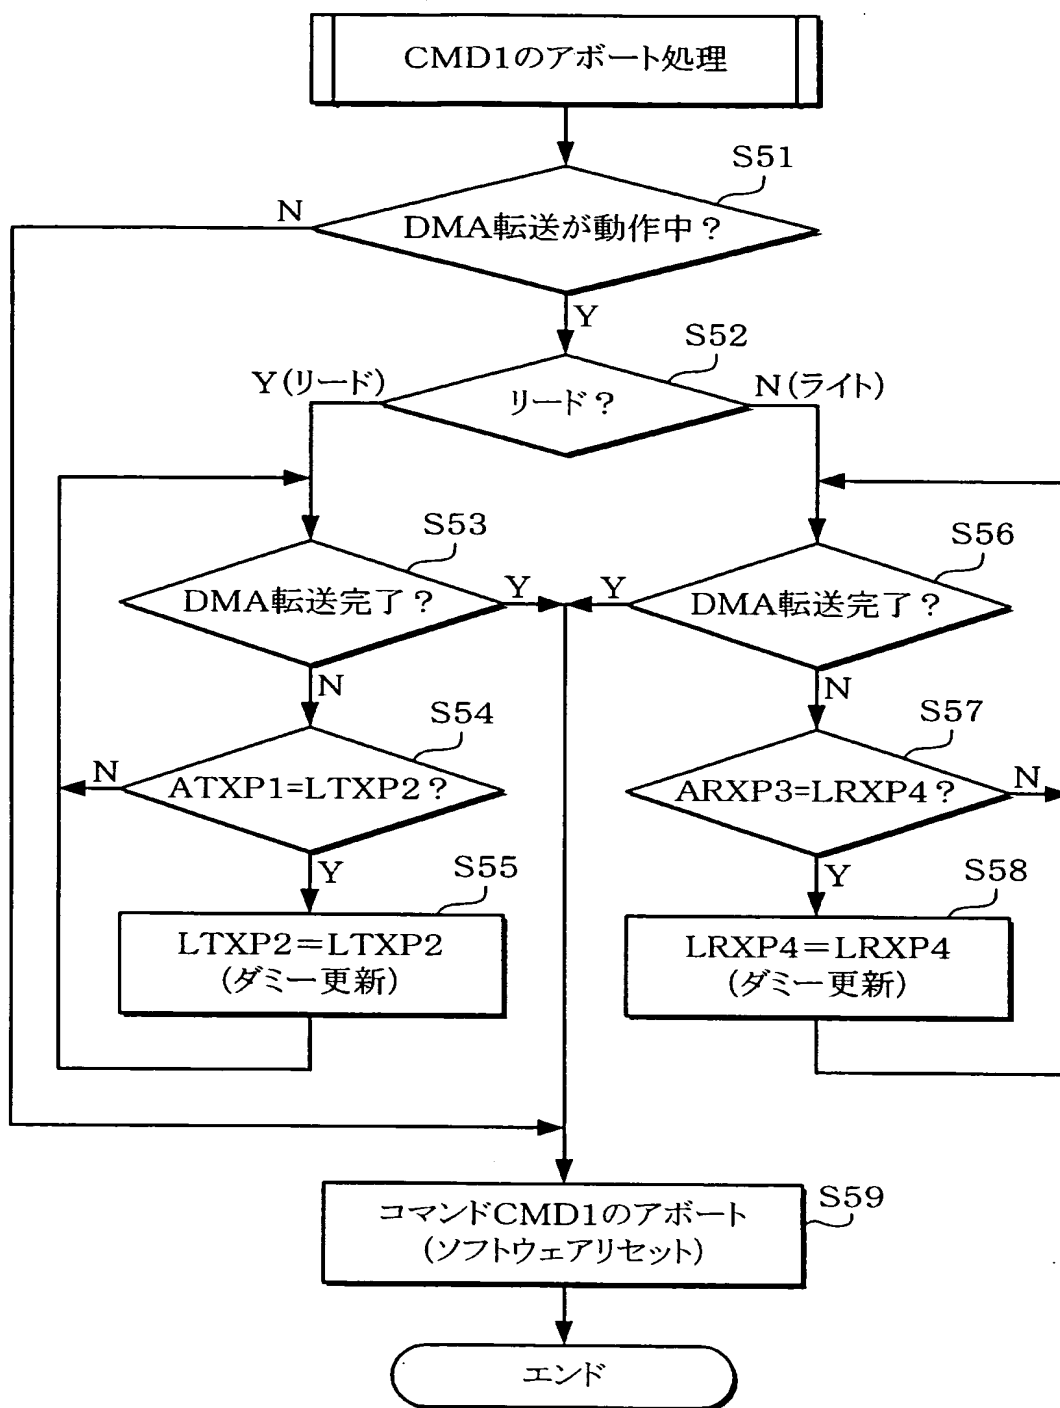 CMD1のアボート処理
S51
N
DMA転送が動作中？
Y
S52
Y(リード)
リード？
N(ライト)
S53
DMA転送完了？
Y
N
S56
Y
DMA転送完了？
N
S54
N
ATXP1=LTXP2？
Y
S57
ARXP3=LRXP4？
N
Y
S55
LTXP2＝LTXP2
(ダミー更新)
S58
LRXP4＝LRXP4
(ダミー更新)
S59
コマンドCMD1のアボート
(ソフトウェアリセット)
エンド